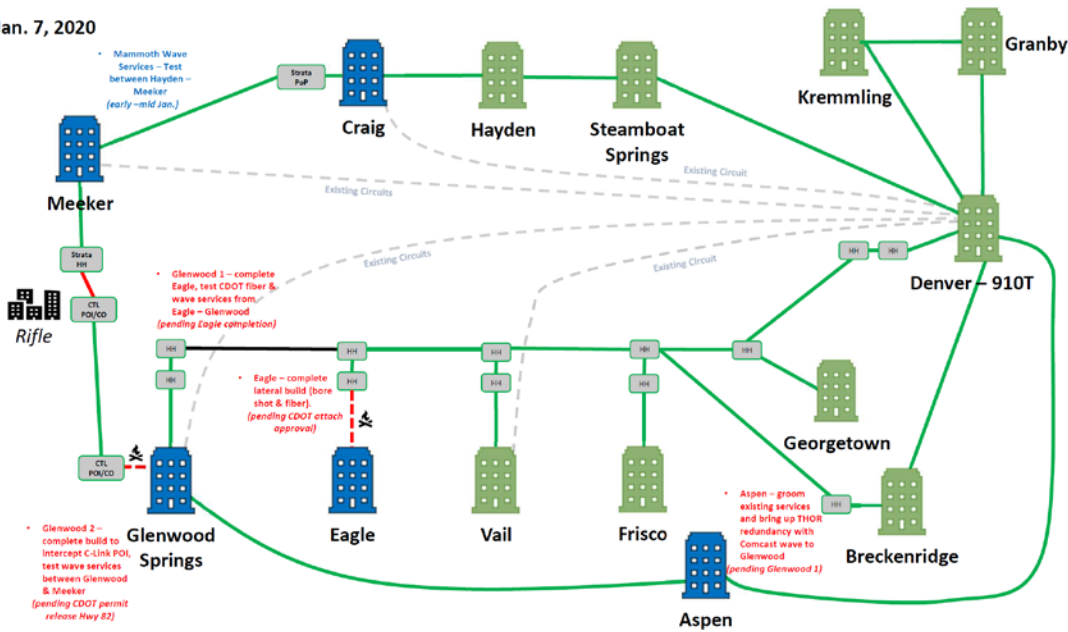 Jan. 7, 2020
• Mammoth Wave
Services – Test
between Hayden –
Meeker
(early –mid Jan.)
Strata
PoP
Craig
Hayden
Steamboat
Springs
Kremmling
Granby
Meeker
Existing Circuits
Existing Circuit
Existing Circuits
Existing Circuit
Denver – 910T
Strata
HH
CTL
POI/CO
Rifle
• Glenwood 1 – complete
Eagle, test CDOT fiber &
wave services from
Eagle – Glenwood
(pending Eagle completion)
HH
HH
HH
HH
HH
HH
HH
HH
HH
HH
HH
• Eagle – complete
lateral build (bore
shot & fiber).
(pending CDOT attach
approval)
Georgetown
CTL
POI/CO
Glenwood
Springs
Eagle
Vail
Frisco
HH
Breckenridge
• Aspen – groom
existing services
and bring up THOR
redundancy with
Comcast wave to
Glenwood
(pending Glenwood 1)
• Glenwood 2 –
complete build to
intercept C-Link POI,
test wave services
between Glenwood
& Meeker
(pending CDOT permit
release Hwy 82)
Aspen